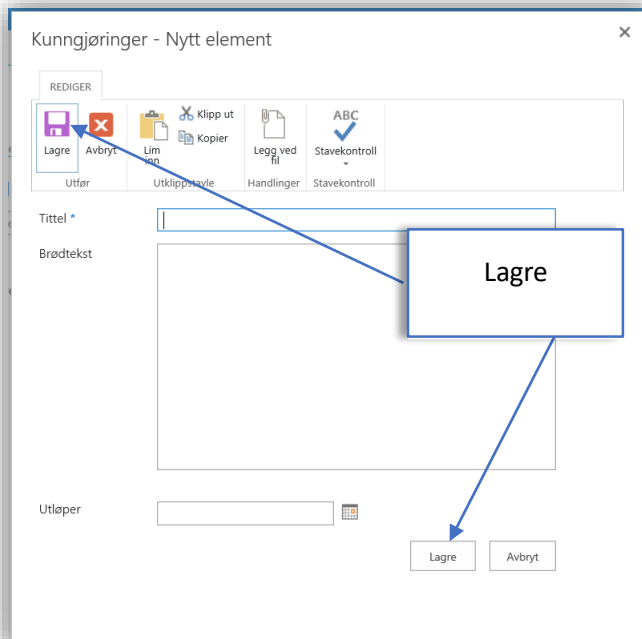 Kunngjøringer - Nytt element
REDIGER
Lagre
Avbryt
Lim
inn
Klipp ut
Kopier
Legg ved
fil
ABC
Stavekontroll
Utfør
Utklippstavle
Handlinger
Stavekontroll
Tittel *
Brødtekst
Lagre
Utløper
Lagre
Avbryt